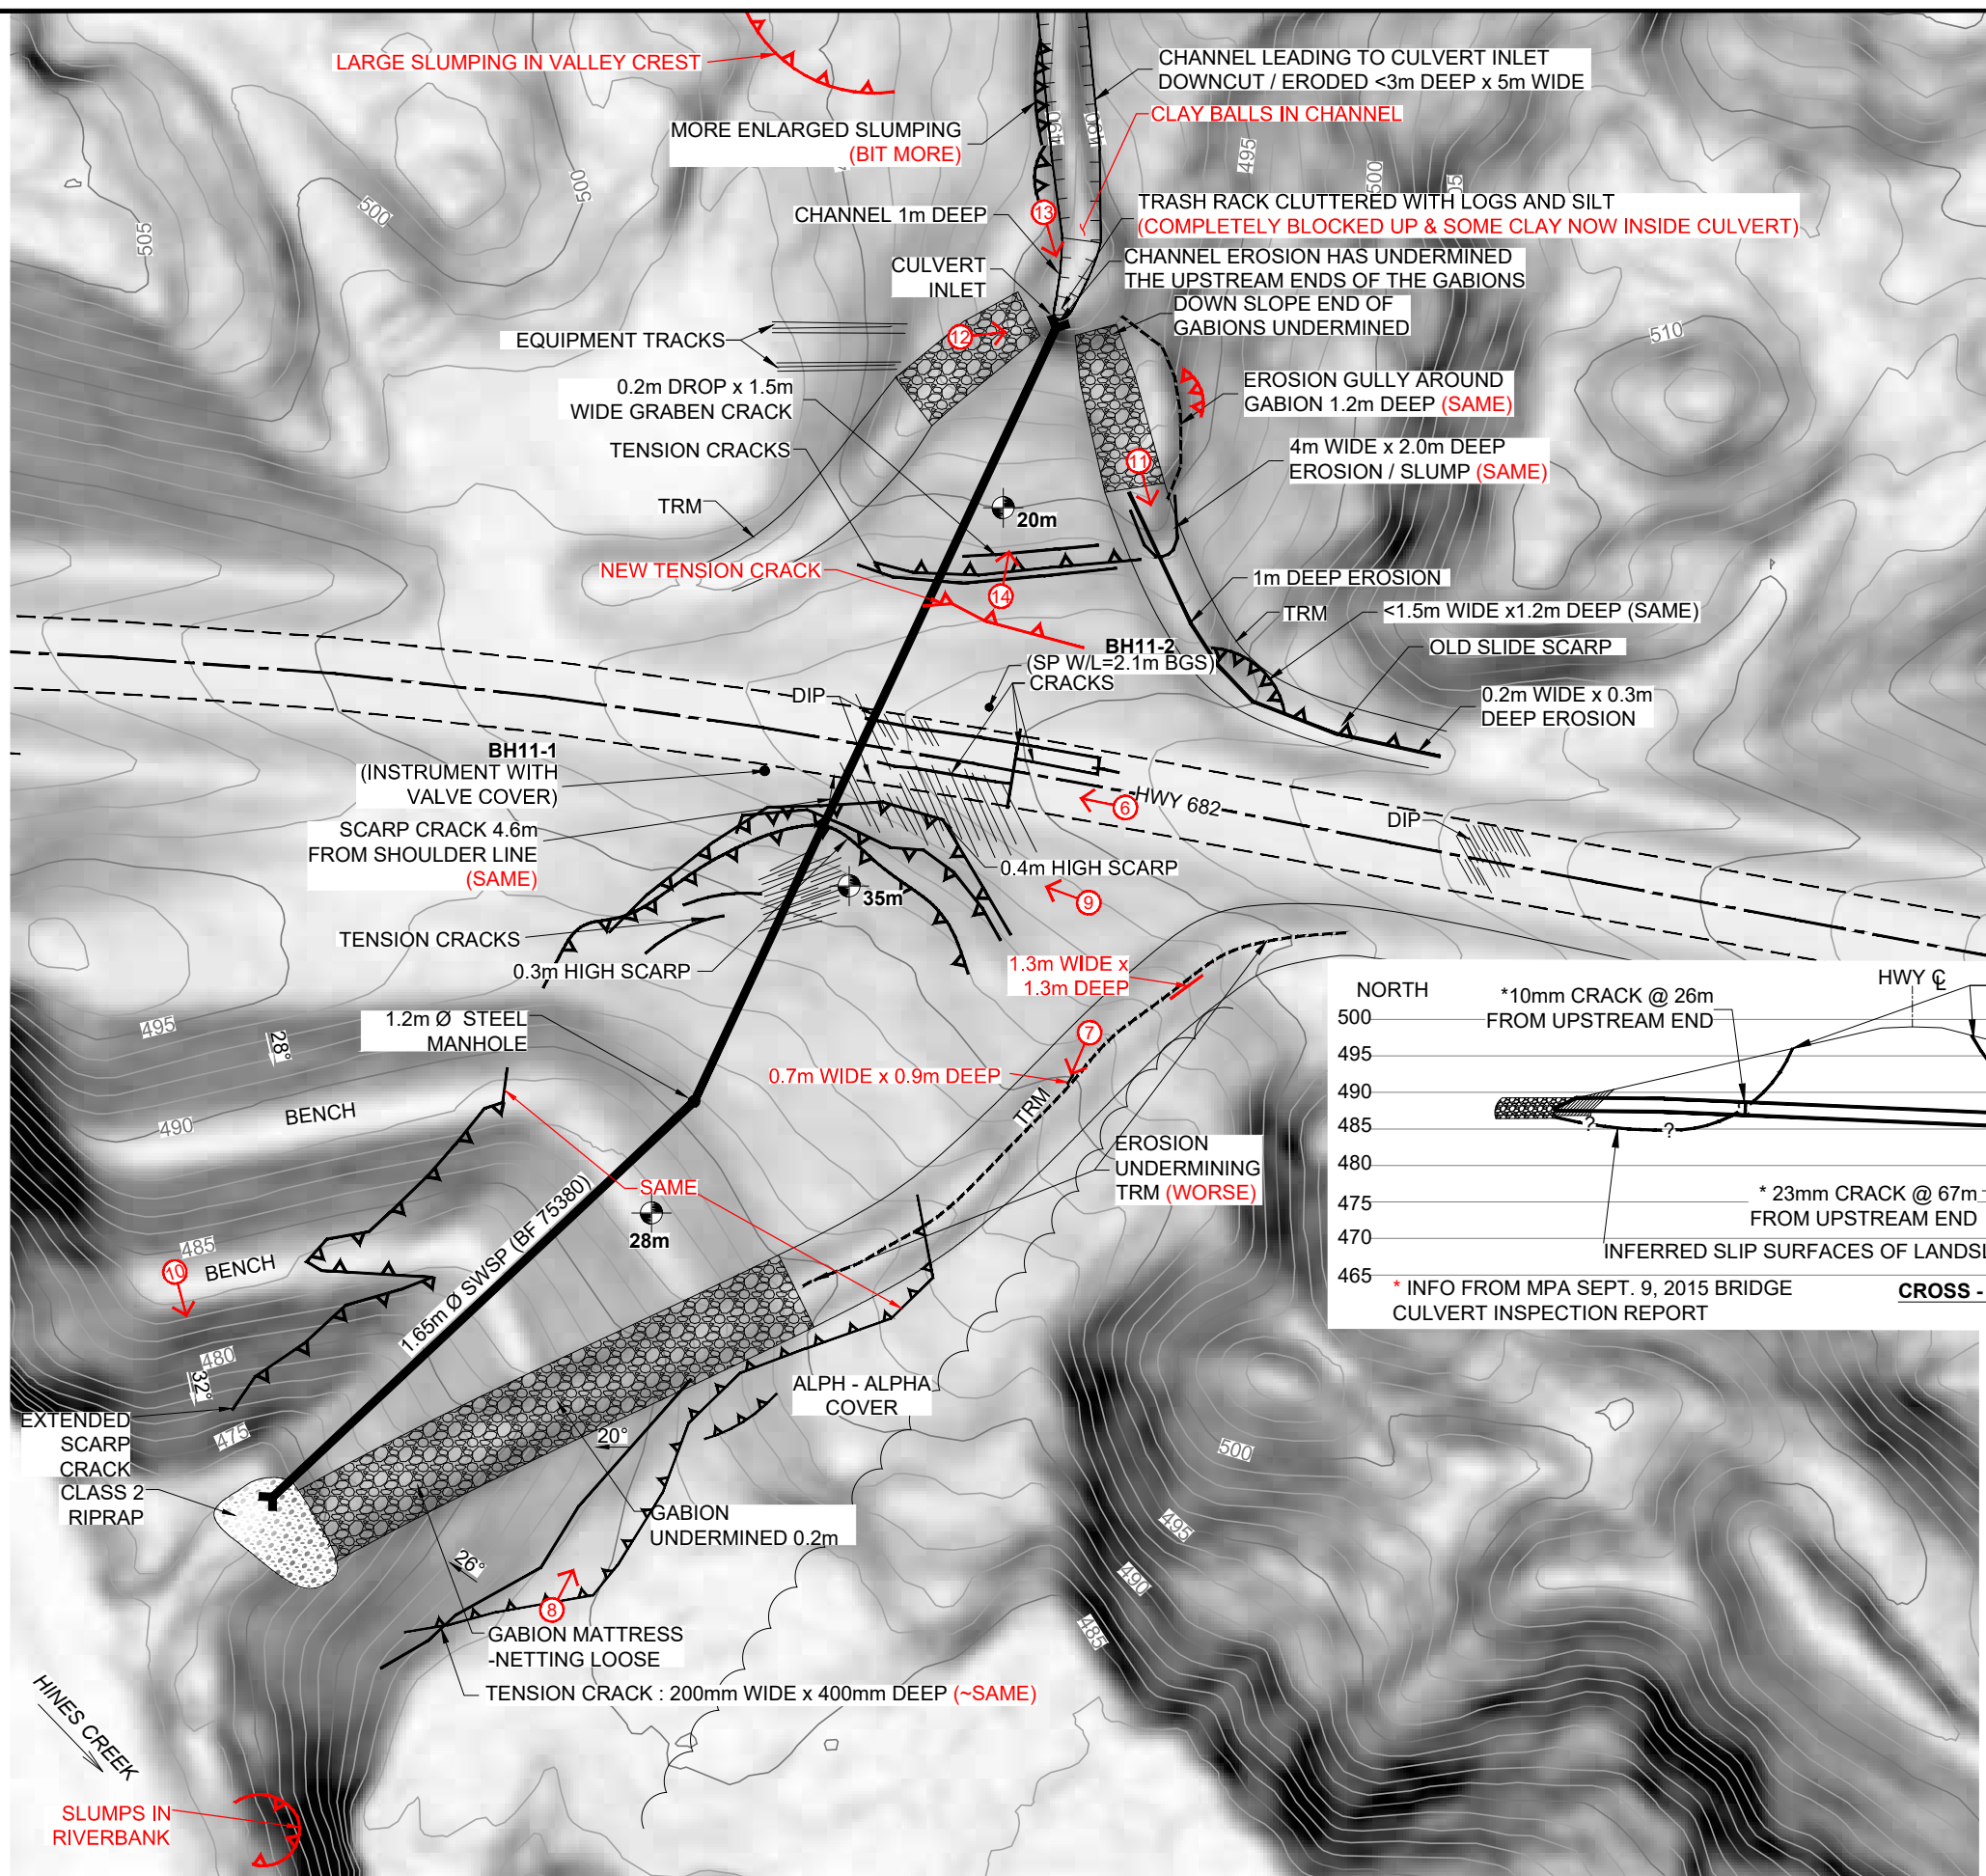 LARGE SLUMPING IN VALLEY CREST
CHANNEL LEADING TO CULVERT INLET
DOWNCUT / ERODED <3m DEEP x 5m WIDE
CLAY BALLS IN CHANNEL
MORE ENLARGED SLUMPING
(BIT MORE)
490
490
495
500
500
500
505
TRASH RACK CLUTTERED WITH LOGS AND SILT
(COMPLETELY BLOCKED UP & SOME CLAY NOW INSIDE CULVERT)
CHANNEL 1m DEEP
13
CHANNEL EROSION HAS UNDERMINED
THE UPSTREAM ENDS OF THE GABIONS
CULVERT
INLET
DOWN SLOPE END OF
GABIONS UNDERMINED
510
EQUIPMENT TRACKS
12
0.2m DROP x 1.5m
WIDE GRABEN CRACK
EROSION GULLY AROUND
GABION 1.2m DEEP (SAME)
TENSION CRACKS
11
4m WIDE x 2.0m DEEP
EROSION / SLUMP (SAME)
TRM
20m
NEW TENSION CRACK
14
1m DEEP EROSION
TRM
<1.5m WIDE x1.2m DEEP (SAME)
BH11-2
(SP W/L=2.1m BGS)
CRACKS
OLD SLIDE SCARP
DIP
0.2m WIDE x 0.3m
DEEP EROSION
BH11-1
(INSTRUMENT WITH
VALVE COVER)
6
HWY 682
DIP
SCARP CRACK 4.6m
FROM SHOULDER LINE
(SAME)
0.4m HIGH SCARP
35m
9
TENSION CRACKS
0.3m HIGH SCARP
1.3m WIDE x
1.3m DEEP
NORTH
*10mm CRACK @ 26m
FROM UPSTREAM END
HWY ℄
500
495
490
485
480
475
470
465
?
?
* 23mm CRACK @ 67m
FROM UPSTREAM END
INFERRED SLIP SURFACES OF LANDSL
* INFO FROM MPA SEPT. 9, 2015 BRIDGE
CULVERT INSPECTION REPORT
CROSS -
495
28°
1.2m Ø STEEL
MANHOLE
7
0.7m WIDE x 0.9m DEEP
TRM
490
BENCH
EROSION
UNDERMINING
TRM (WORSE)
SAME
28m
485
BENCH
10
1.65m Ø SWSP (BF 75380)
480
32°
475
ALPH - ALPHA
COVER
EXTENDED
SCARP
CRACK
CLASS 2
RIPRAP
20°
GABION
UNDERMINED 0.2m
26°
8
GABION MATTRESS
-NETTING LOOSE
TENSION CRACK : 200mm WIDE x 400mm DEEP (~SAME)
500
495
490
485
HINES CREEK
SLUMPS IN
RIVERBANK